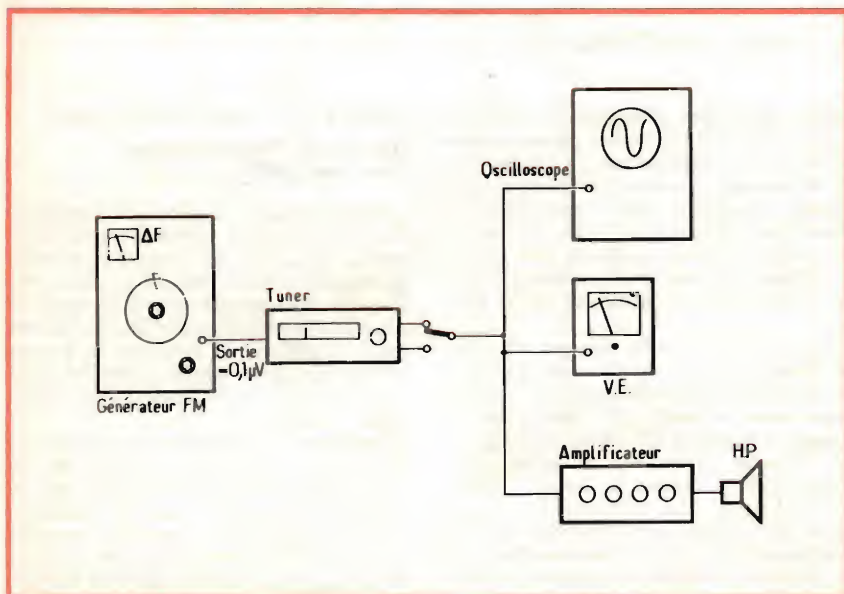 Oscilloscope
ΔF
Tuner
Sortie
=0,1µV
Générateur FM
V.E.
Amplificateur
H.P